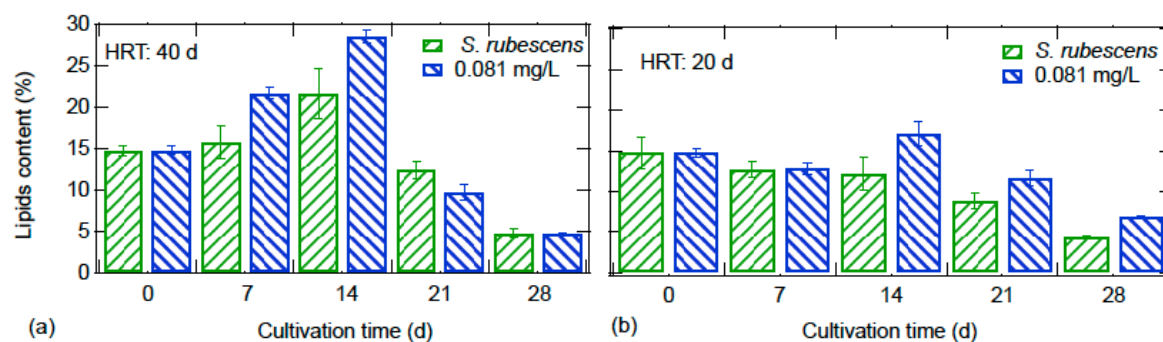 Lipids content (%)
30
25
20
15
10
5
0
HRT: 40 d
S. rubescens
0.081 mg/L
0 7 14 21 28
(a) Cultivation time (d)
HRT: 20 d
S. rubescens
0.081 mg/L
0 7 14 21 28
(b) Cultivation time (d)